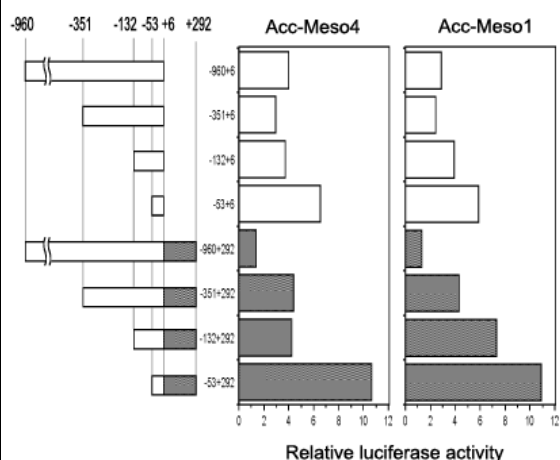 -960 -351 -132 -53 +6 +292
Acc-Meso4 Acc-Meso1
-960+6
-351+6
-132+6
-53+6
-960+292
-351+292
-132+292
-53+292
0 2 4 6 8 10 12 0 2 4 6 8 10 12
Relative luciferase activity